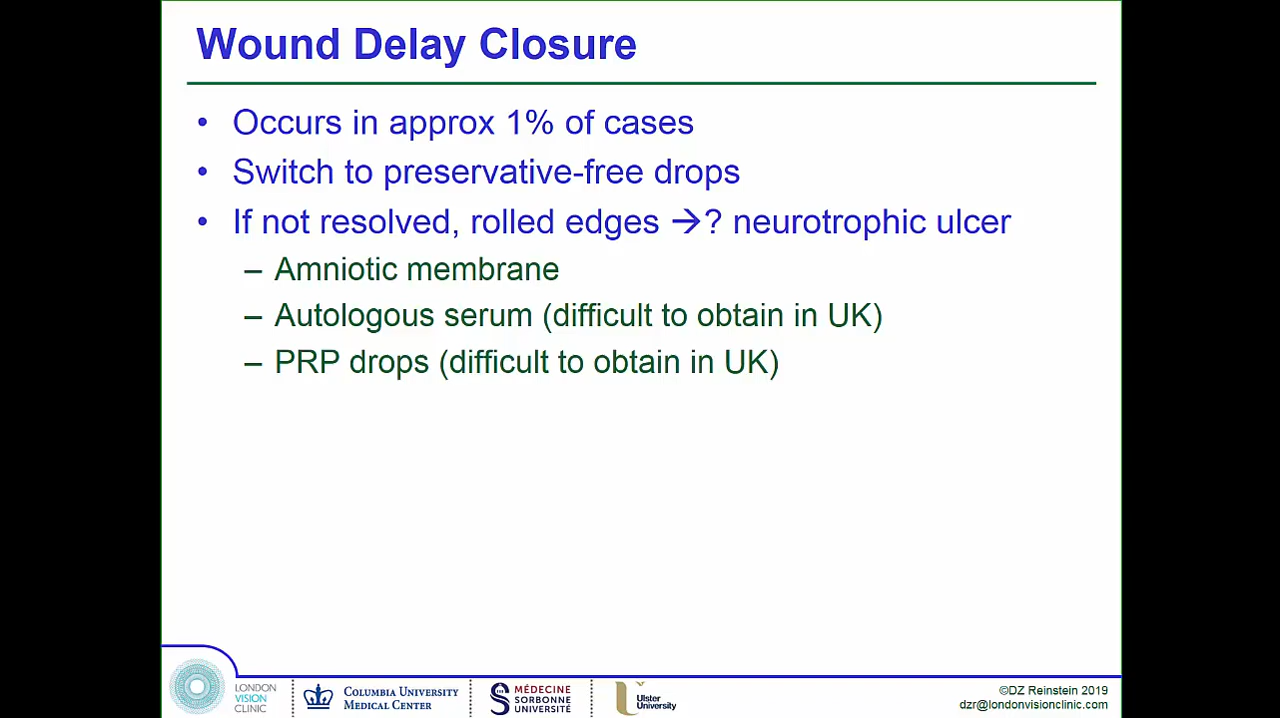 Wound Delay Closure
• Occurs in approx 1% of cases
• Switch to preservative-free drops
• If not resolved, rolled edges →? neurotrophic ulcer
– Amniotic membrane
– Autologous serum (difficult to obtain in UK)
– PRP drops (difficult to obtain in UK)
LONDON
VISION
CLINIC
COLUMBIA UNIVERSITY
MEDICAL CENTER
MÉDECINE
SORBONNE
UNIVERSITÉ
Ulster
University
©DZ Reinstein 2019
dzr@londonvisionclinic.com